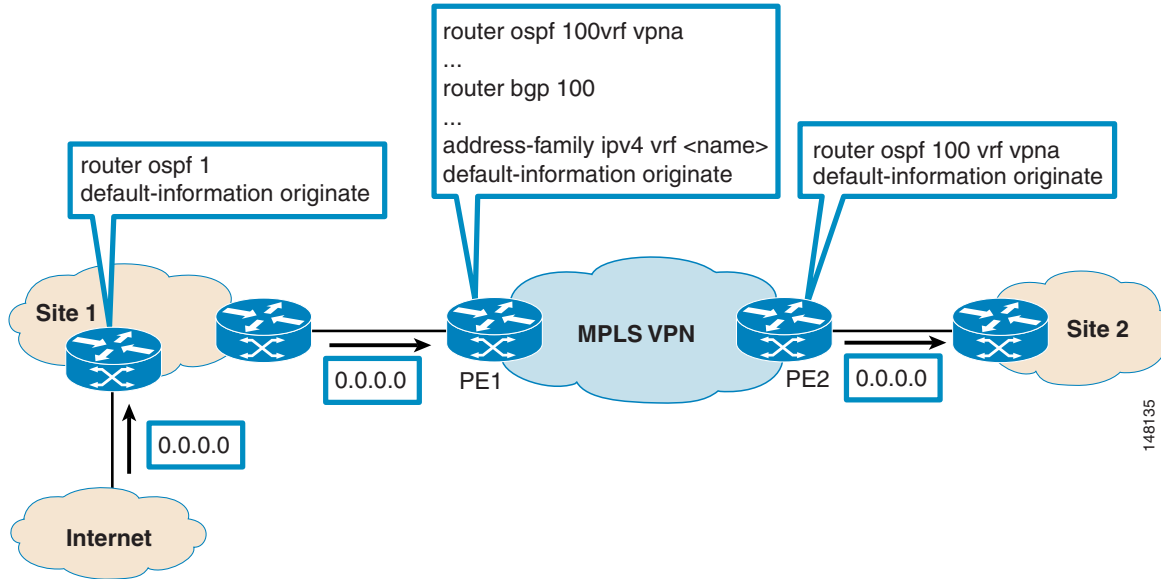 router ospf 100vrf vpna
...
router bgp 100
...
address-family ipv4 vrf <name>
default-information originate
router ospf 1
default-information originate
router ospf 100 vrf vpna
default-information originate
Site 1
MPLS VPN
Site 2
0.0.0.0
PE1
PE2
0.0.0.0
0.0.0.0
Internet
148135